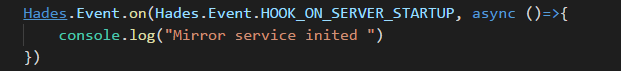 Hades.Event.on(Hades.Event.HOOK_ON_SERVER_STARTUP, async ()=>{
    console.log("Mirror service inited ")
})